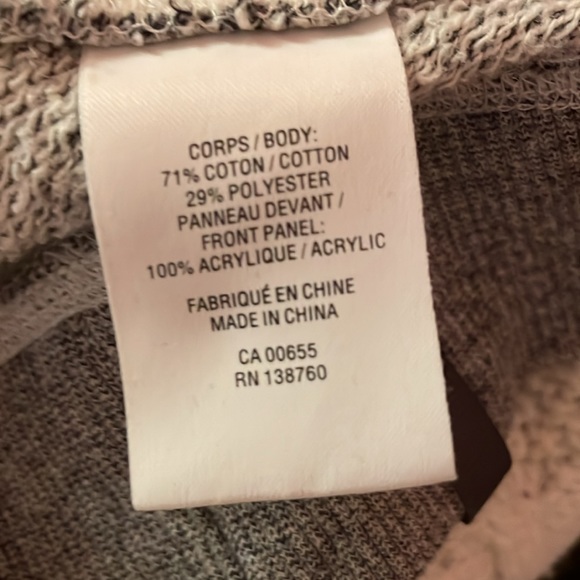 CORPS / BODY:
71% COTON / COTTON
29% POLYESTER
PANNEAU DEVANT /
FRONT PANEL:
100% ACRYLIQUE / ACRYLIC
FABRIQUÉ EN CHINE
MADE IN CHINA
CA 00655
RN 138760